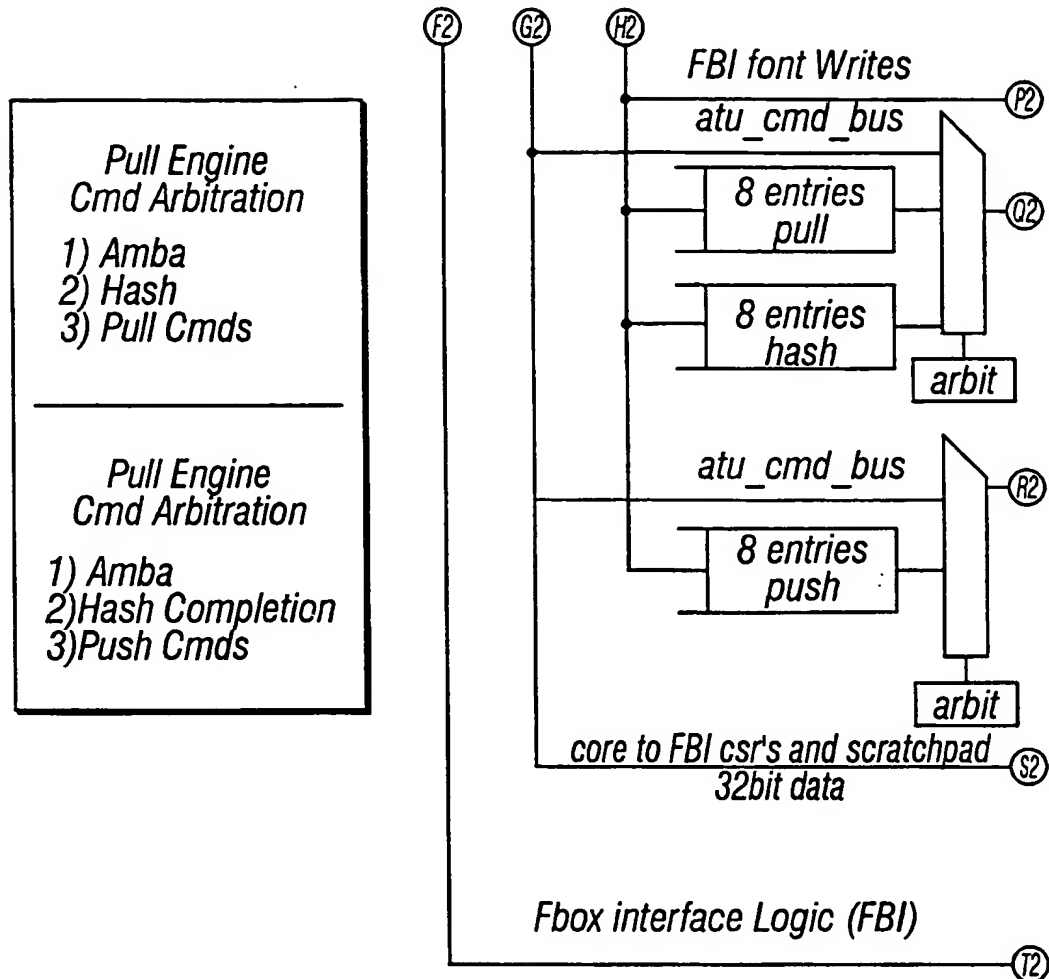 F2 G2 H2
FBI font Writes
P2
atu_cmd_bus
8 entries
pull
Q2
8 entries
hash
arbit
Pull Engine
Cmd Arbitration
1) Amba
2) Hash
3) Pull Cmds
Pull Engine
Cmd Arbitration
1) Amba
2)Hash Completion
3)Push Cmds
atu_cmd_bus
R2
8 entries
push
arbit
core to FBI csr's and scratchpad
32bit data
S2
Fbox interface Logic (FBI)
T2